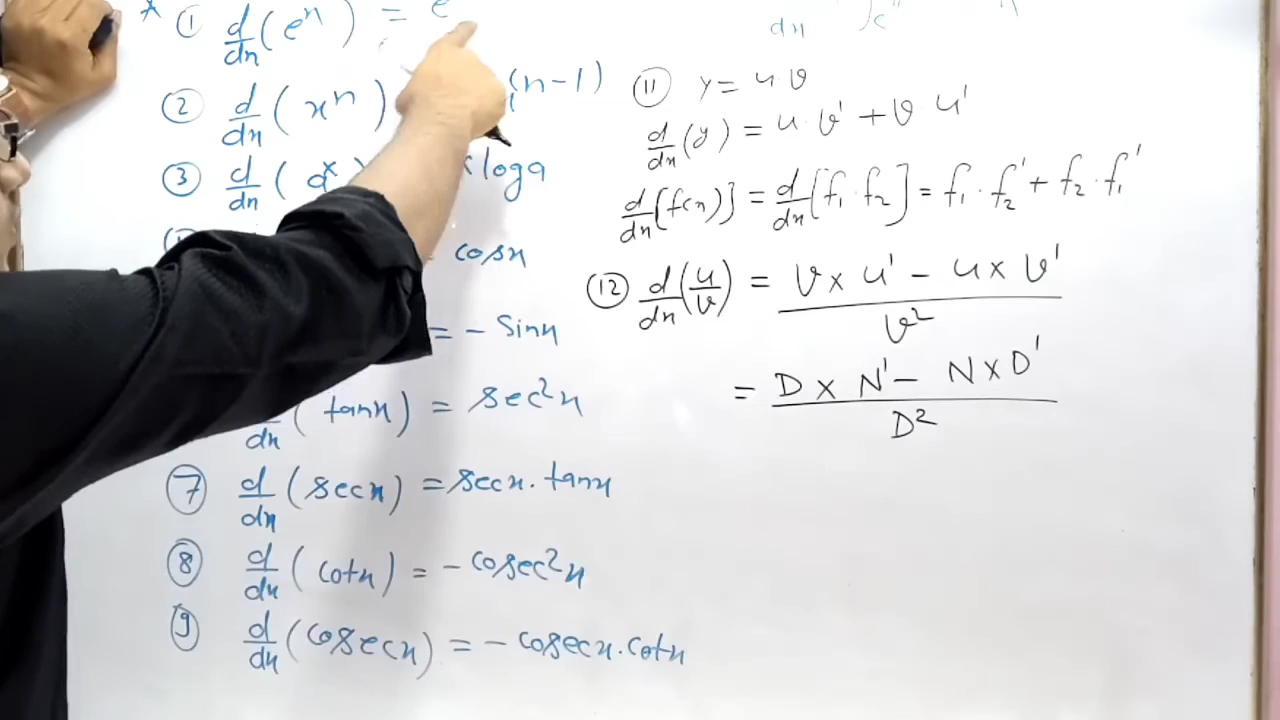 ① d/dx (e^x) = e
② d/dx (x^n) (n-1)
③ d/dx (a^x) x loga
cosx
= - sinx
dx (tanx) = sec²x
⑦ d/dx (secx) = secx . tanx
⑧ d/dx (cotx) = - cosec²x
⑨ d/dx (cosecx) = - cosecx . cotx
dx
⑪ y = u v
d/dx (y) = u . v' + v u'
d/dx [f(x)] = d/dx [f₁ . f₂] = f₁ . f₂' + f₂ . f₁'
⑫ d/dx (u/v) = v × u' - u × v' / v²
= D × N' - N × D' / D²